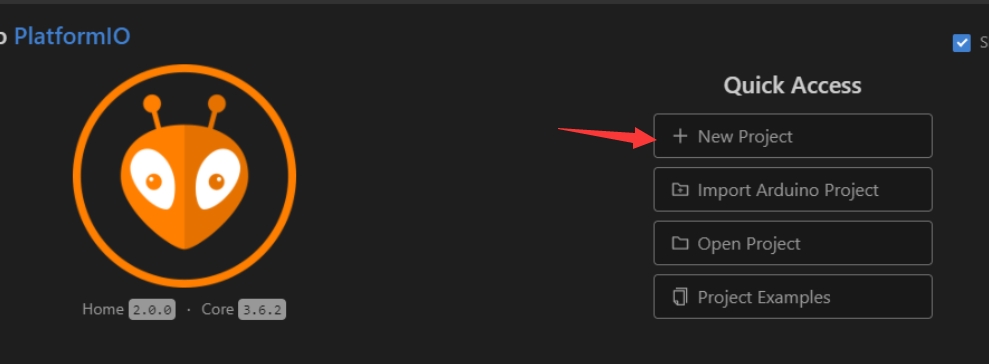 o PlatformIO
S
Quick Access
+ New Project
Import Arduino Project
Open Project
Project Examples
Home 2.0.0 · Core 3.6.2